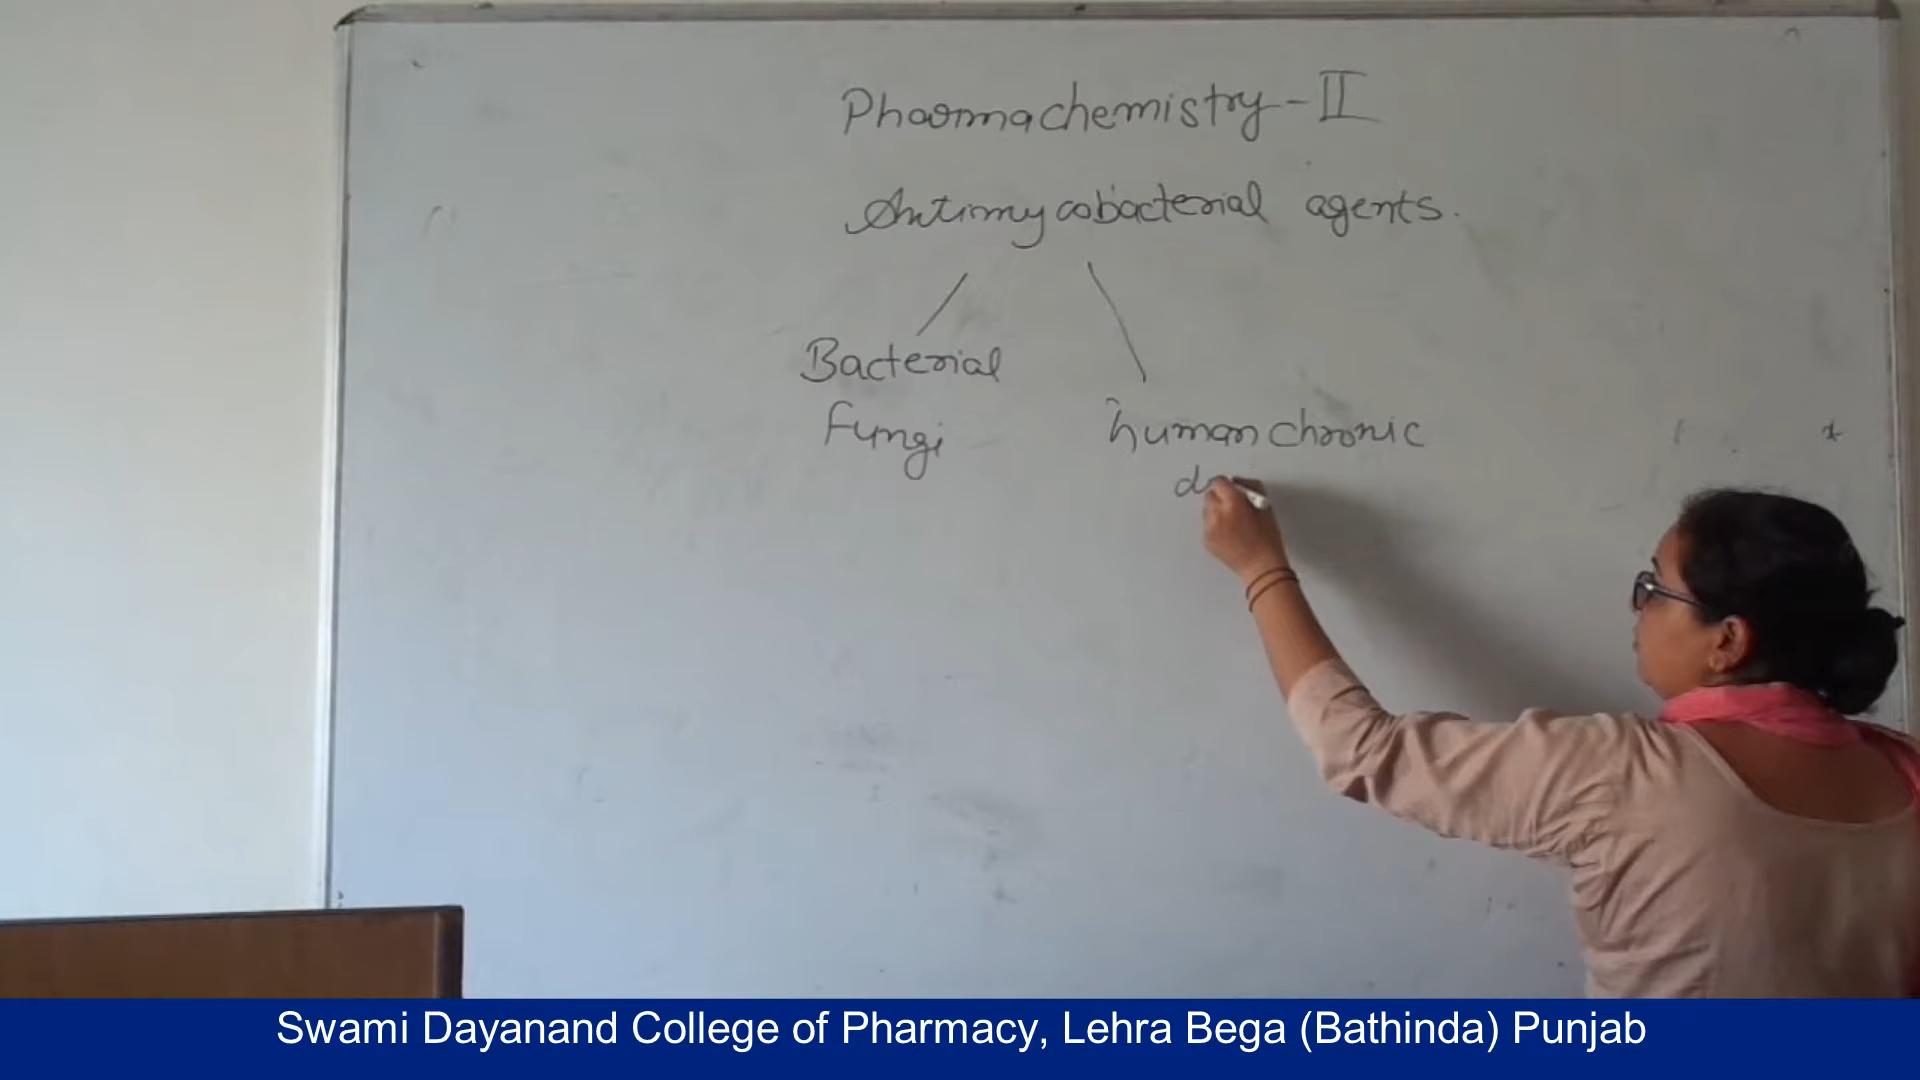 Pharmachemistry-II
Antimycobacterial agents.
Bacterial
Fungi
human chronic
Swami Dayanand College of Pharmacy, Lehra Bega (Bathinda) Punjab